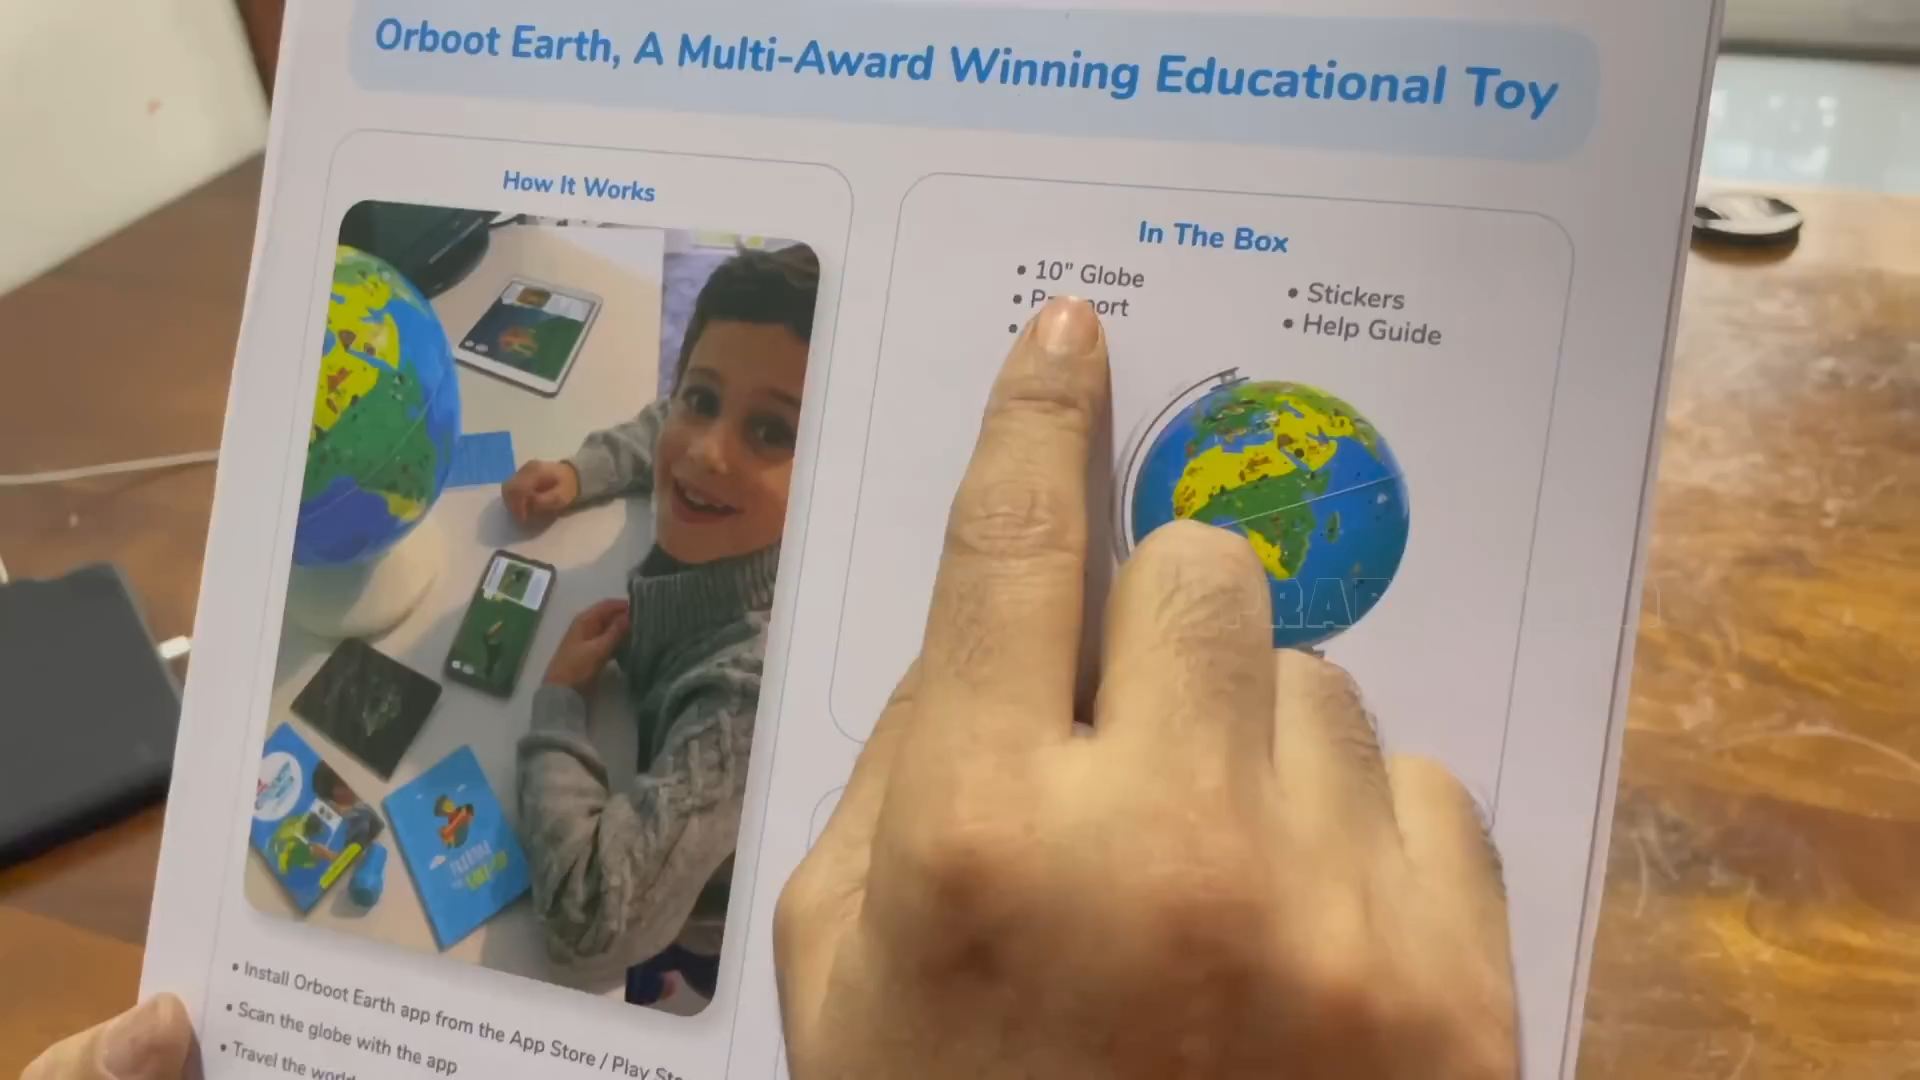 Orboot Earth, A Multi-Award Winning Educational Toy
How It Works
• Install Orboot Earth app from the App Store / Play
• Scan the globe with the app
• Travel the
In The Box
• 10" Globe
•
•
• Stickers
• Help Guide